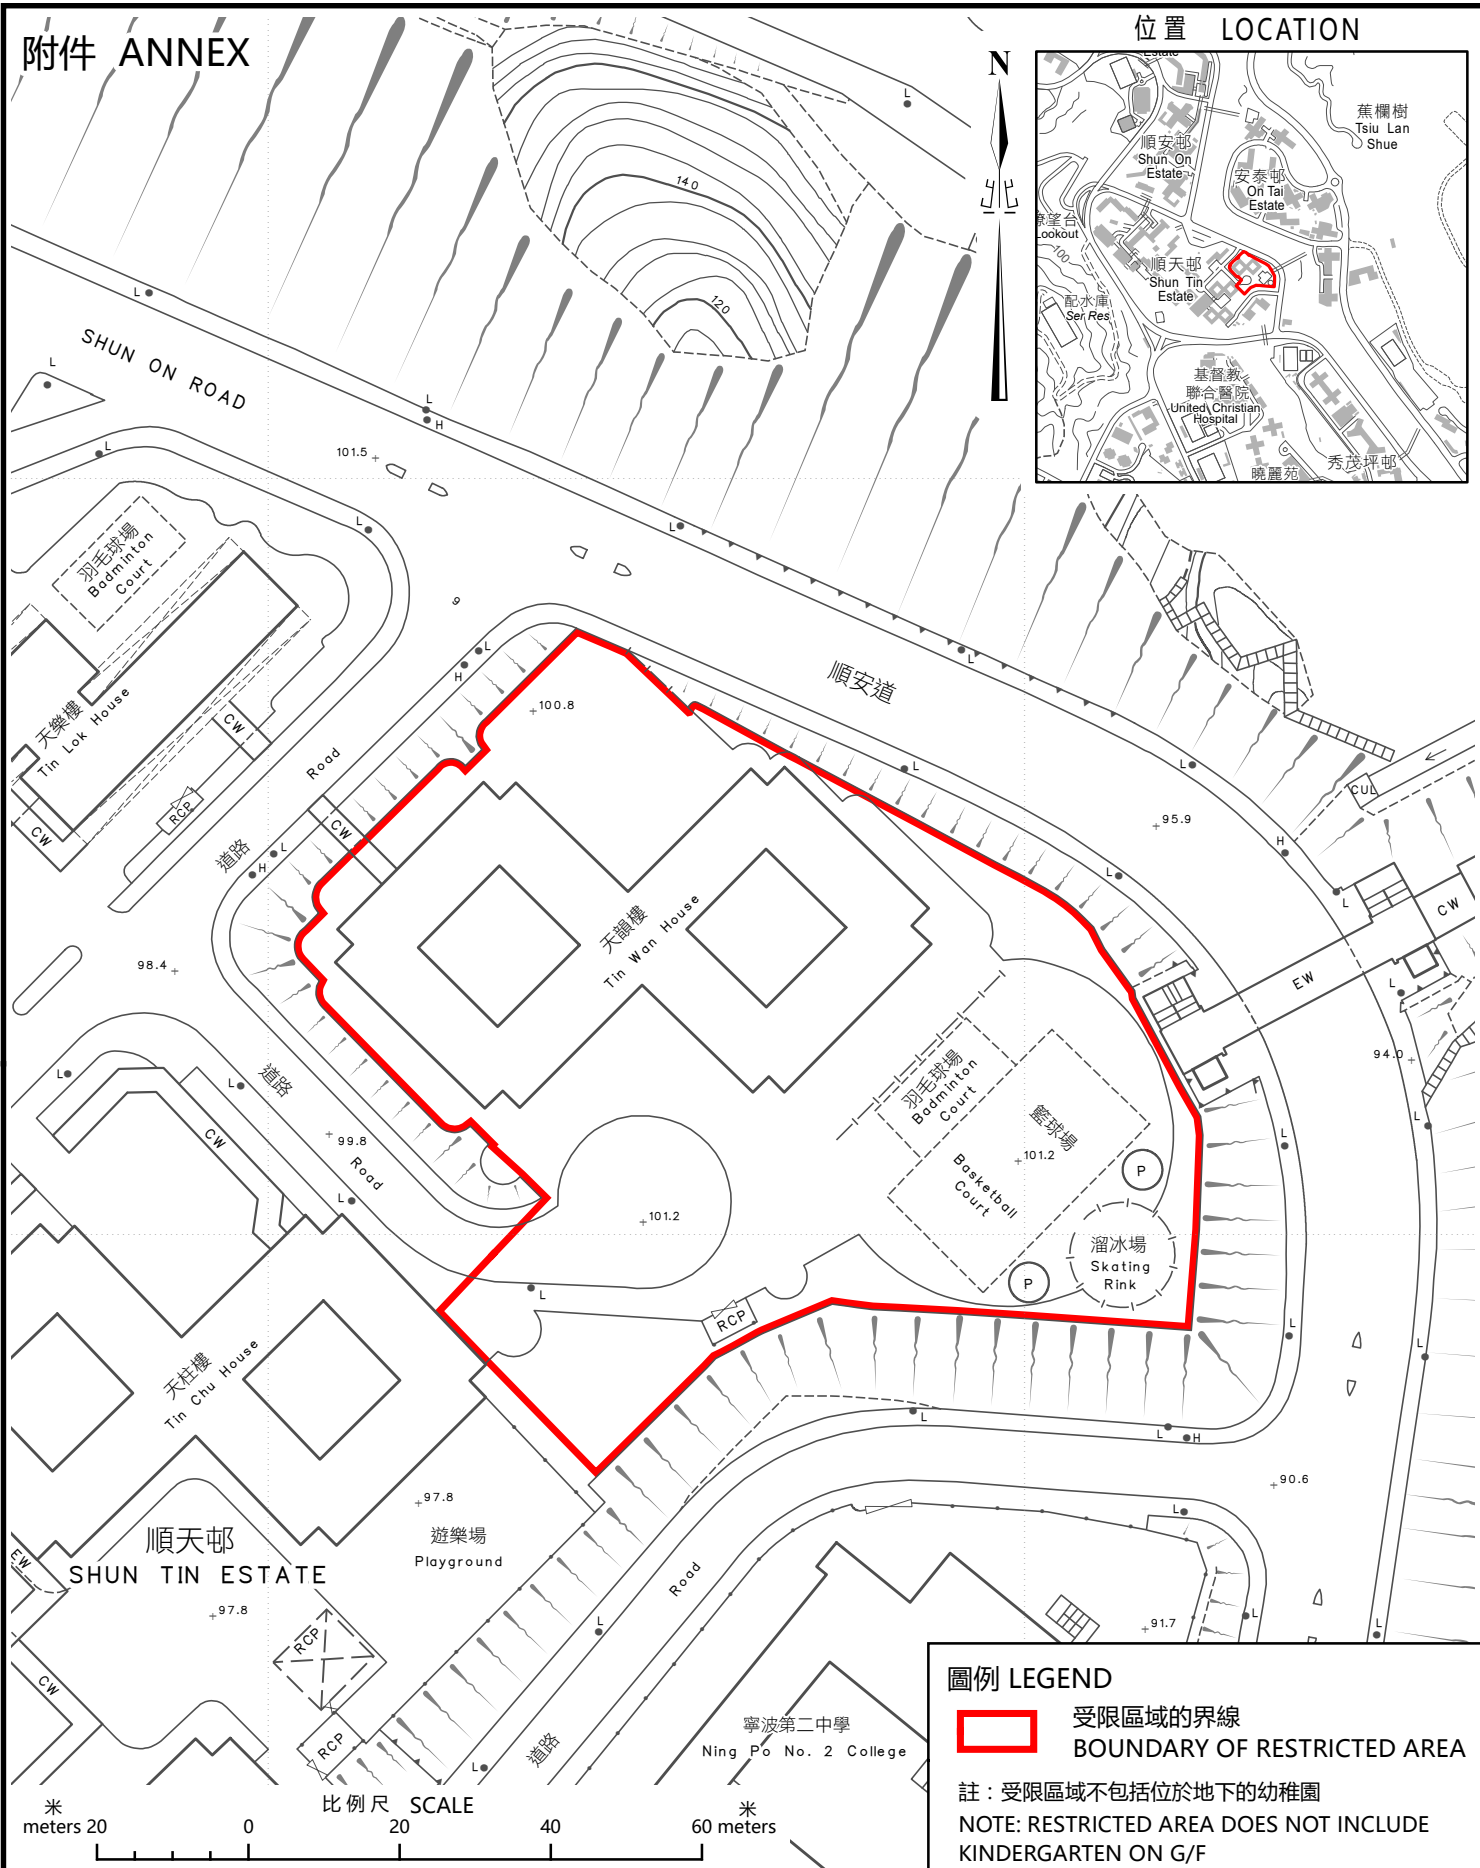 附件 ANNEX
位置 LOCATION
N
Estate
蕉欄樹
Tsiu Lan
Shue
順安邨
Shun On
Estate
安泰邨
On Tai
Estate
瞭望台
Lookout
100
順天邨
Shun Tin
Estate
配水庫
Ser Res
基督教
聯合醫院
United Christian
Hospital
曉麗苑
秀茂坪邨
L
140
120
L
SHUN ON ROAD
L
L
H
L
101.5
L
L
L
羽毛球場
Badminton
Court
9
L
H
L
順安道
天樂樓
Tin Lok House
CW
Road
100.8
L
L
CUL
RCP
CW
CW
道路
L
H
95.9
H
L
L
CW
天韻樓
Tin Wan House
98.4
EW
L
94.0
L
道路
L
羽毛球場
Badminton
Court
籃球場
CW
99.8
Road
101.2
Basketball
Court
P
L
L
L
101.2
溜冰場
Skating
Rink
P
L
RCP
L
L
天柱樓
Tin Chu House
L
L
H
90.6
97.8
L
順天邨
SHUN TIN ESTATE
遊樂場
Playground
EW
97.8
Road
L
L
91.7
L
RCP
CW
RCP
道路
L
寧波第二中學
Ning Po No. 2 College
圖例 LEGEND
受限區域的界線
BOUNDARY OF RESTRICTED AREA
註：受限區域不包括位於地下的幼稚園
NOTE: RESTRICTED AREA DOES NOT INCLUDE
KINDERGARTEN ON G/F
比例尺 SCALE
米 米
meters 20 0 20 40 60 meters